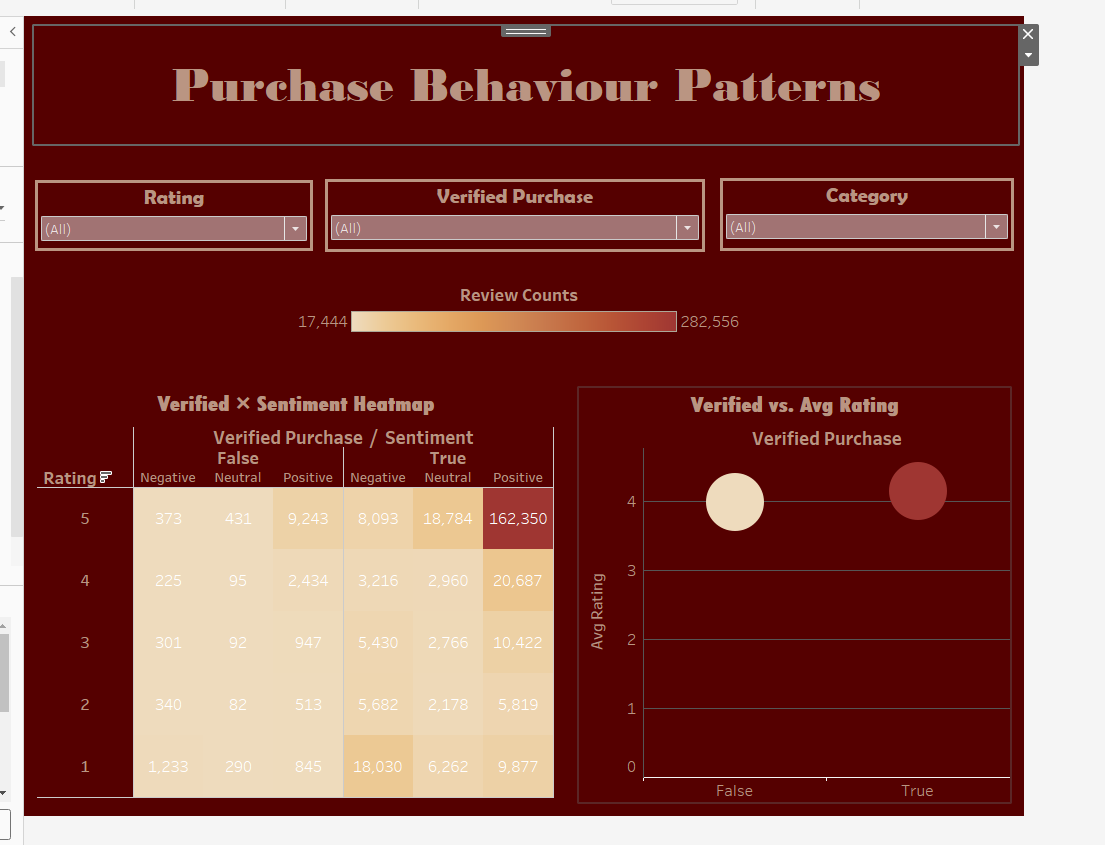 Purchase Behaviour Patterns
Rating
(All)
Verified Purchase
(All)
Category
(All)
Review Counts
17,444 282,556
Verified × Sentiment Heatmap
Verified Purchase / Sentiment
False True
Rating Negative Neutral Positive Negative Neutral Positive
5 373 431 9,243 8,093 18,784 162,350
4 225 95 2,434 3,216 2,960 20,687
3 301 92 947 5,430 2,766 10,422
2 340 82 513 5,682 2,178 5,819
1 1,233 290 845 18,030 6,262 9,877
Verified vs. Avg Rating
Verified Purchase
Avg Rating
4
3
2
1
0
False True